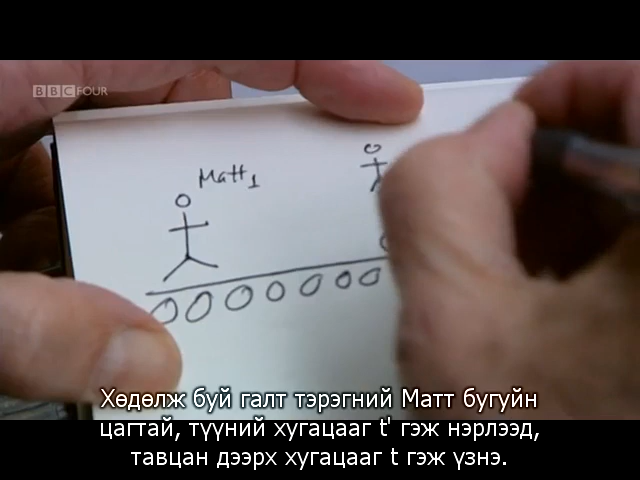 BBC FOUR
Matt1
Хөдөлж буй галт тэрэгний Матт бугуйн
цагтай, түүний хугацааг t' гэж нэрлээд,
тавцан дээрх хугацааг t гэж үзнэ.